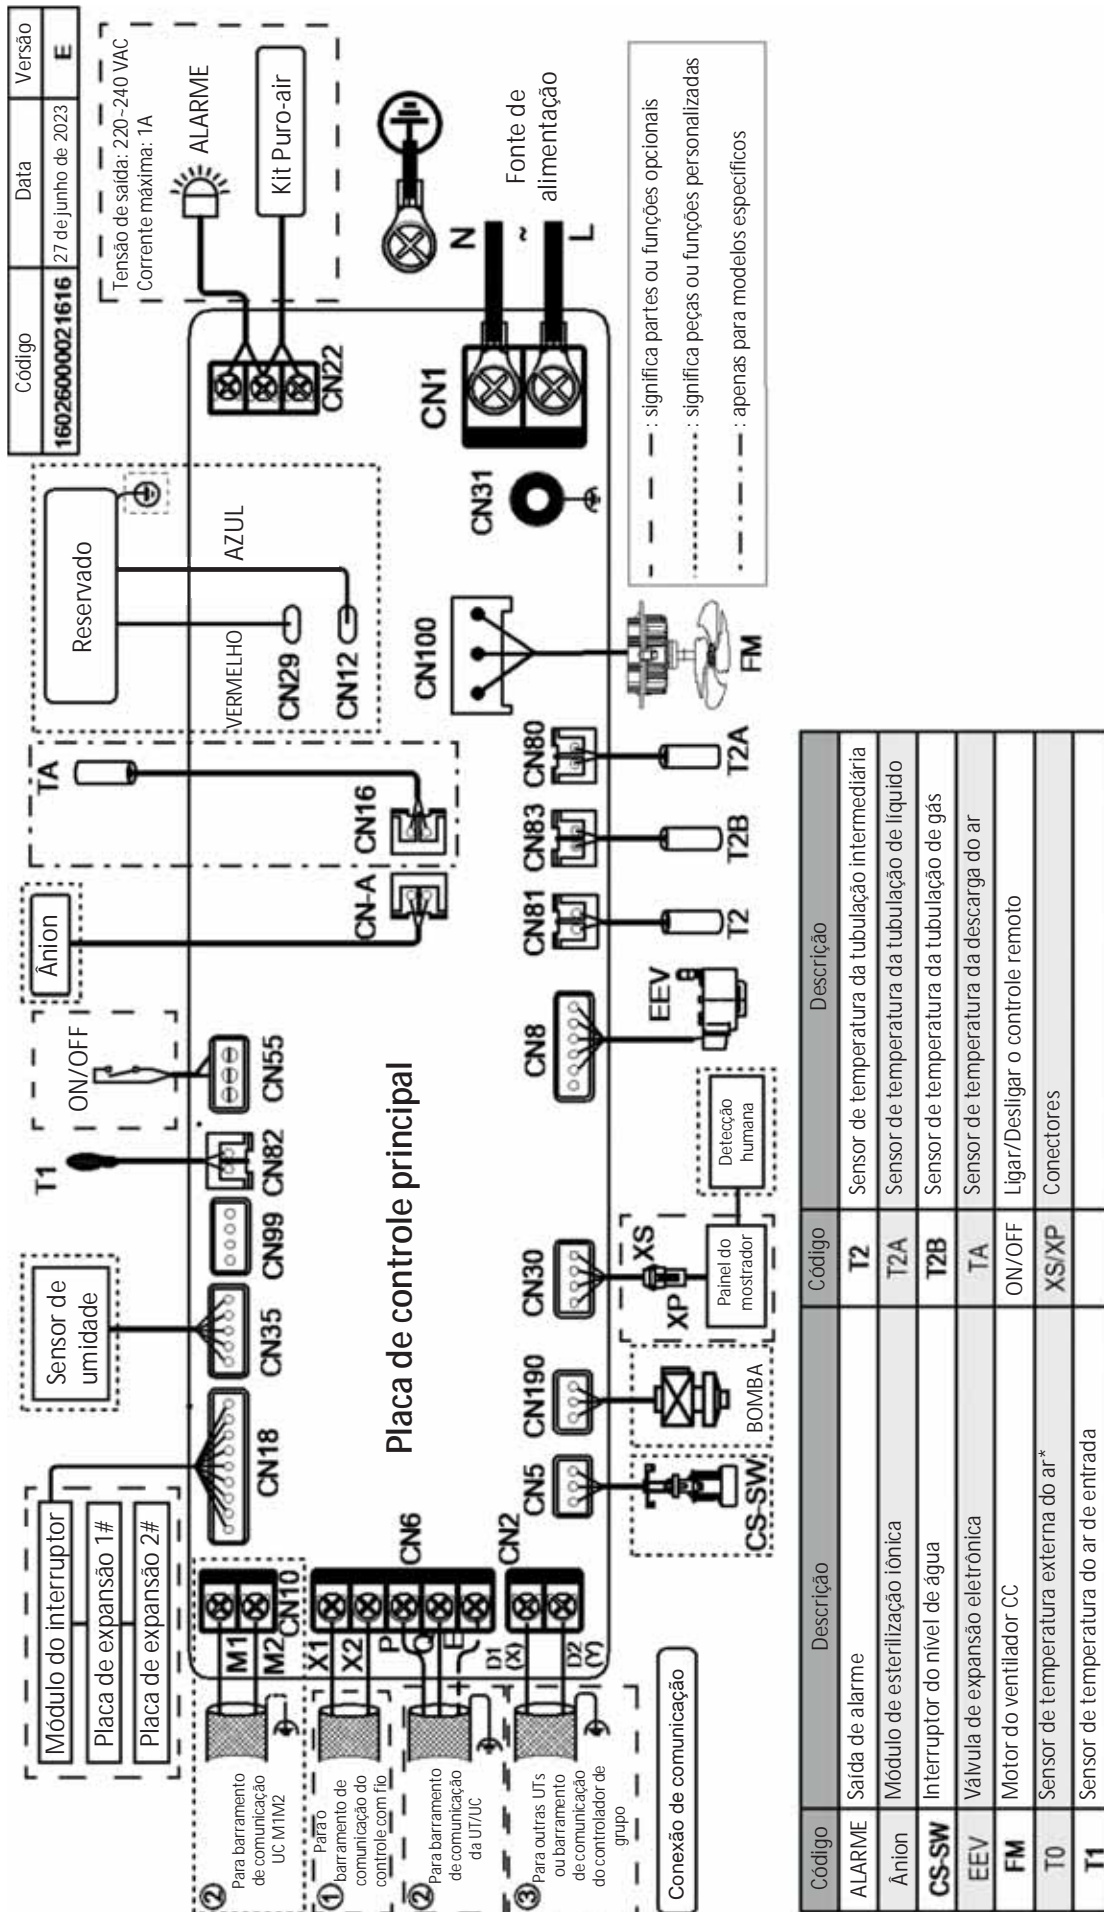 Código
Data
Versão
16026000021616
27 de junho de 2023
E
Tensão de saída: 220~240 VAC
Corrente máxima: 1A
ALARME
Kit Puro-air
CN22
N
~
L
Fonte de
alimentação
CN1
CN31
: significa partes ou funções opcionais
: significa peças ou funções personalizadas
: apenas para modelos específicos
Reservado
VERMELHO
AZUL
CN29
CN12
CN100
FM
TA
CN16
Ânion
CN-A
CN80
T2A
CN83
T2B
CN81
T2
ON/OFF
CN55
T1
CN82
CN99
Sensor de
umidade
CN35
CN8
EEV
Placa de controle principal
Detecção
humana
Painel do
mostrador
XS
XP
CN30
CN190
BOMBA
CN5
CS-SW
Módulo do interruptor
Placa de expansão 1#
Placa de expansão 2#
CN18
M1
M2
CN10
X1
X2
P
Q
E
CN6
D1
(X)
D2
(Y)
CN2
2
Para barramento
de comunicação
UC M1M2
1
Para o
barramento de
comunicação do
controle com fio
2
Para barramento
de comunicação
da UT/UC
3
Para outras UTs
ou barramento
de comunicação
do controlador de
grupo
Conexão de comunicação
Código
Descrição
Código
Descrição
ALARME
Saída de alarme
T2
Sensor de temperatura da tubulação intermediária
Ânion
Módulo de esterilização iônica
T2A
Sensor de temperatura da tubulação de líquido
CS-SW
Interruptor do nível de água
T2B
Sensor de temperatura da tubulação de gás
EEV
Válvula de expansão eletrônica
TA
Sensor de temperatura da descarga do ar
FM
Motor do ventilador CC
ON/OFF
Ligar/Desligar o controle remoto
T0
Sensor de temperatura externa do ar*
XS/XP
Conectores
T1
Sensor de temperatura do ar de entrada